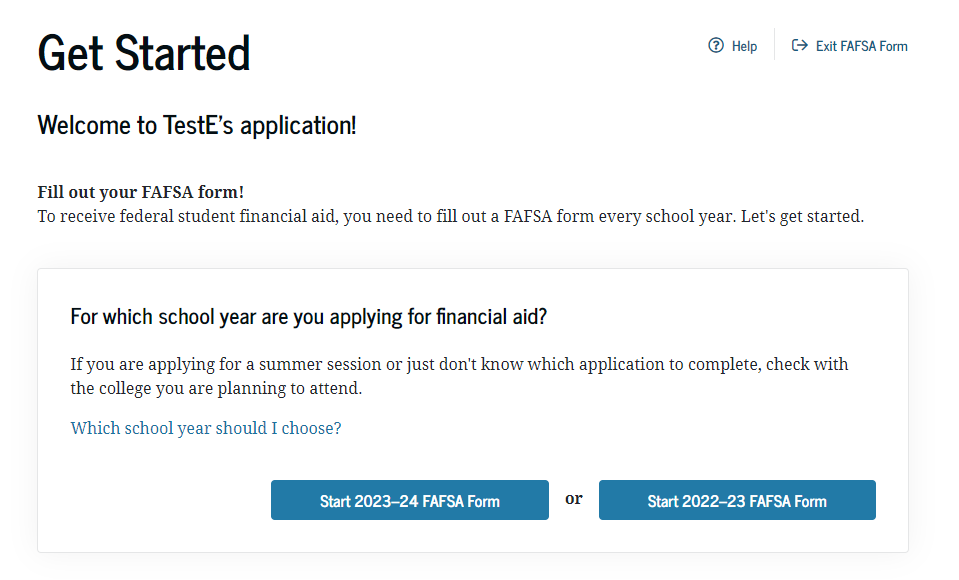 Get Started
Help
Exit FAFSA Form
Welcome to TestE's application!
Fill out your FAFSA form!
To receive federal student financial aid, you need to fill out a FAFSA form every school year. Let's get started.
For which school year are you applying for financial aid?
If you are applying for a summer session or just don't know which application to complete, check with
the college you are planning to attend.
Which school year should I choose?
Start 2023–24 FAFSA Form
or
Start 2022–23 FAFSA Form